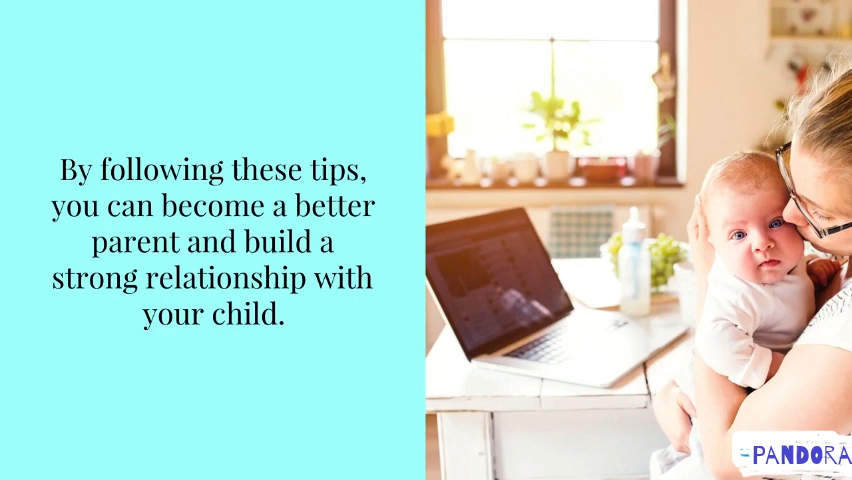 By following these tips,
you can become a better
parent and build a
strong relationship with
your child.
PANDORA